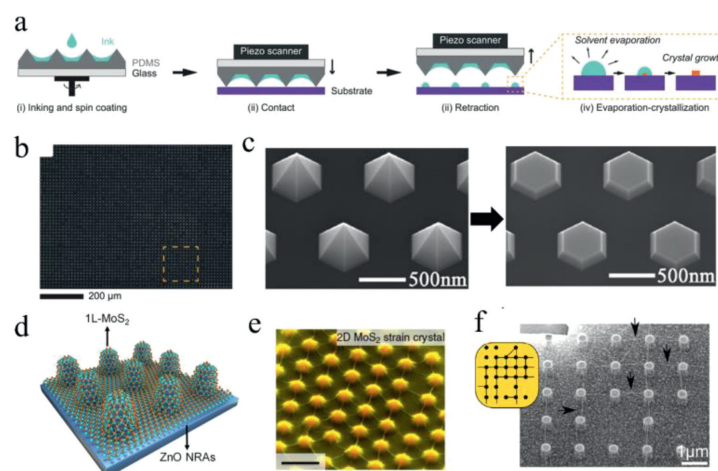 a
Ink
PDMS
Glass
(i) Inking and spin coating
Piezo scanner
Substrate
(ii) Contact
Piezo scanner
(ii) Retraction
Solvent evaporation
Crystal growth
(iv) Evaporation-crystallization
b
200 μm
c
500nm
500nm
d
1L-MoS2
ZnO NRAs
e
2D MoS2 strain crystal
f
1μm